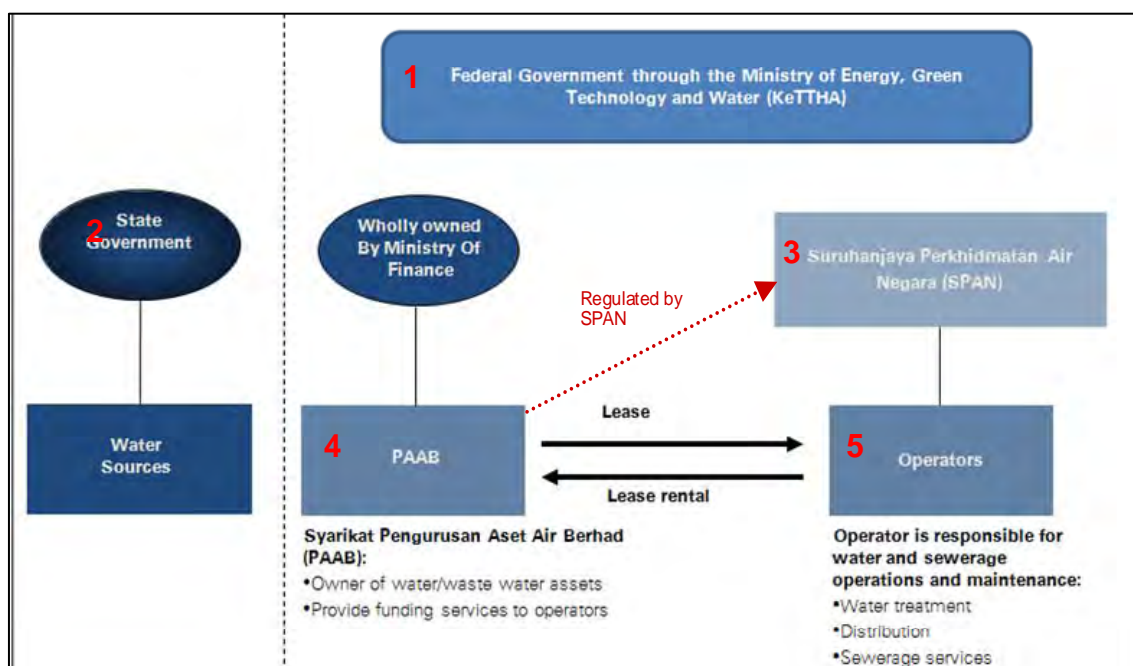 1
Federal Government through the Ministry of Energy, Green
Technology and Water (KeTTHA)
2
State
Government
Wholly owned
By Ministry Of
Finance
3
Suruhanjaya Perkhidmatan Air
Negara (SPAN)
Regulated by
SPAN
Water
Sources
4
PAAB
Lease
Lease rental
5
Operators
Syarikat Pengurusan Aset Air Berhad
(PAAB):
•Owner of water/waste water assets
•Provide funding services to operators
Operator is responsible for
water and sewerage
operations and maintenance:
•Water treatment
•Distribution
•Sewerage services